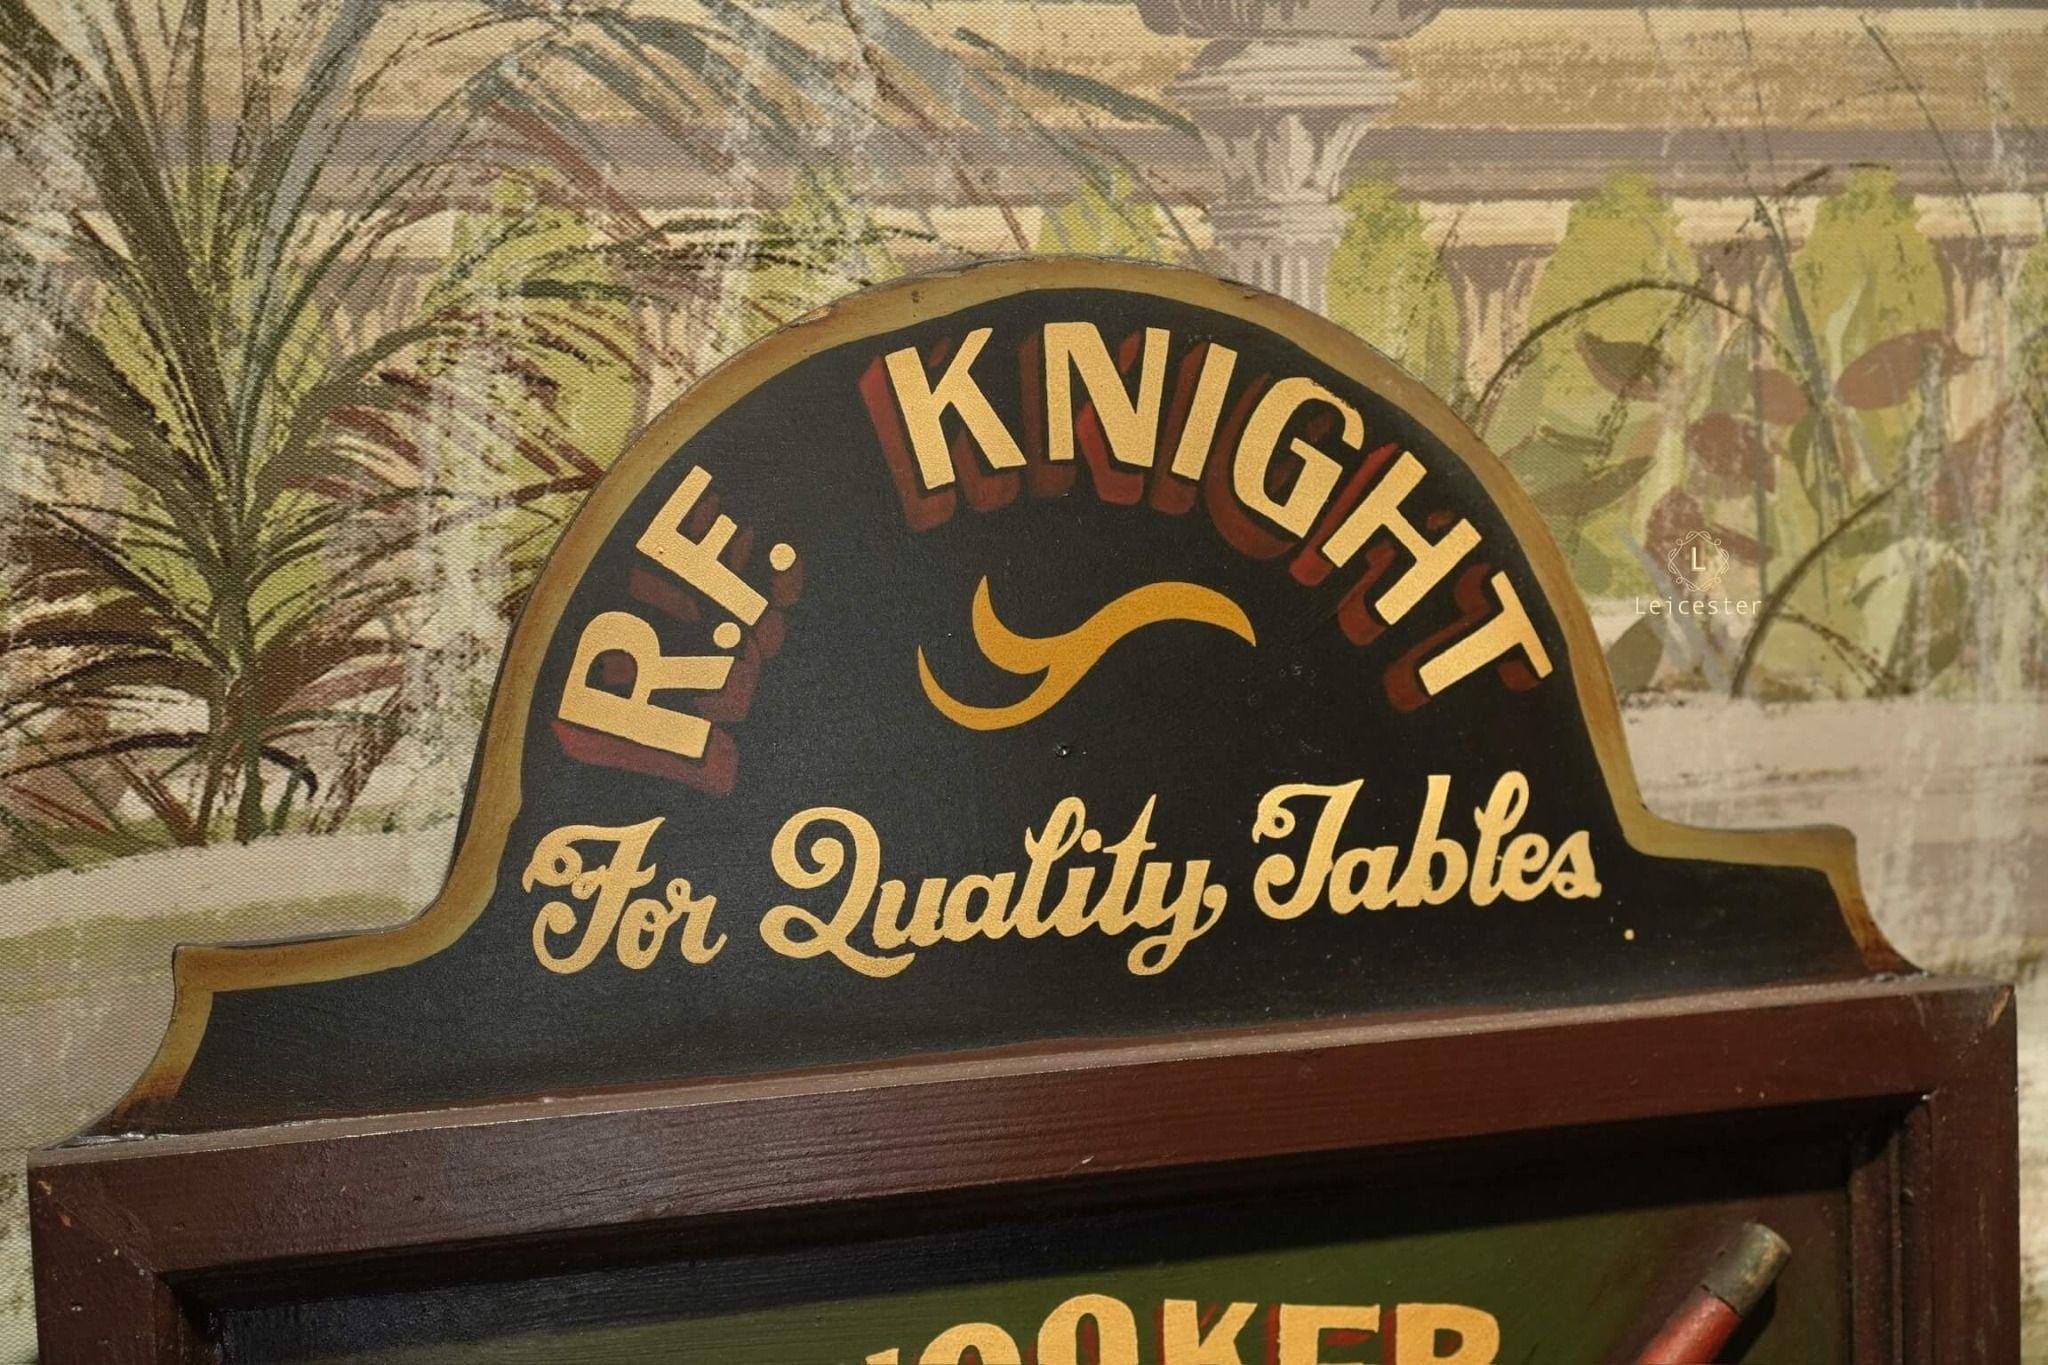 R.F. KNIGHT
For Quality Tables
L
Leicester